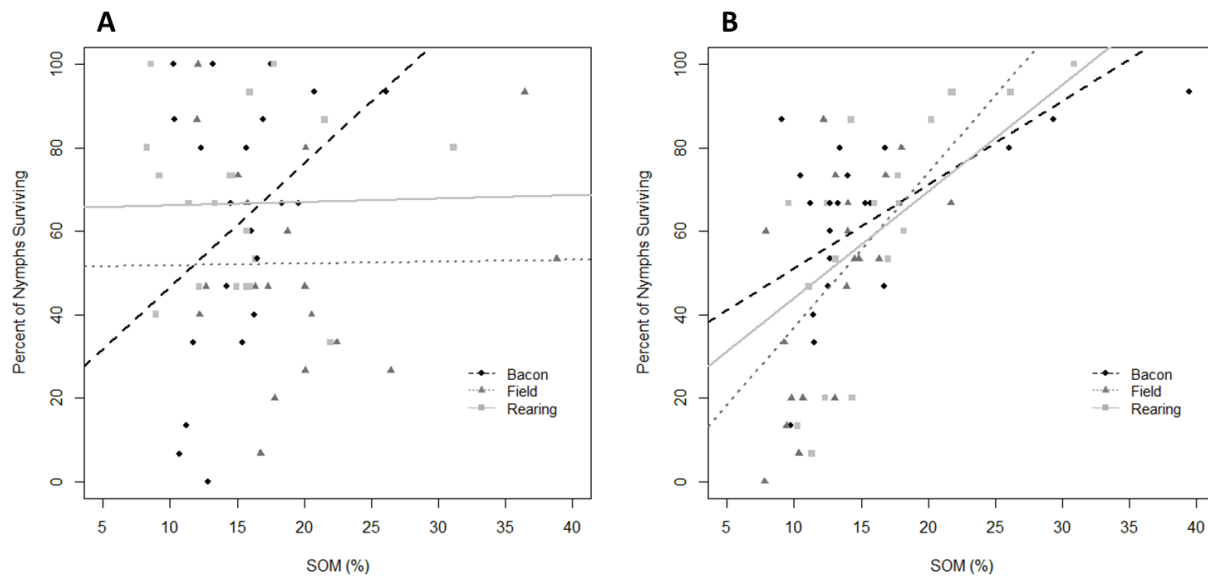 A
Percent of Nymphs Surviving
100
80
60
40
20
0
Bacon
Field
Rearing
5 10 15 20 25 30 35 40
SOM (%)
B
Percent of Nymphs Surviving
100
80
60
40
20
0
Bacon
Field
Rearing
5 10 15 20 25 30 35 40
SOM (%)